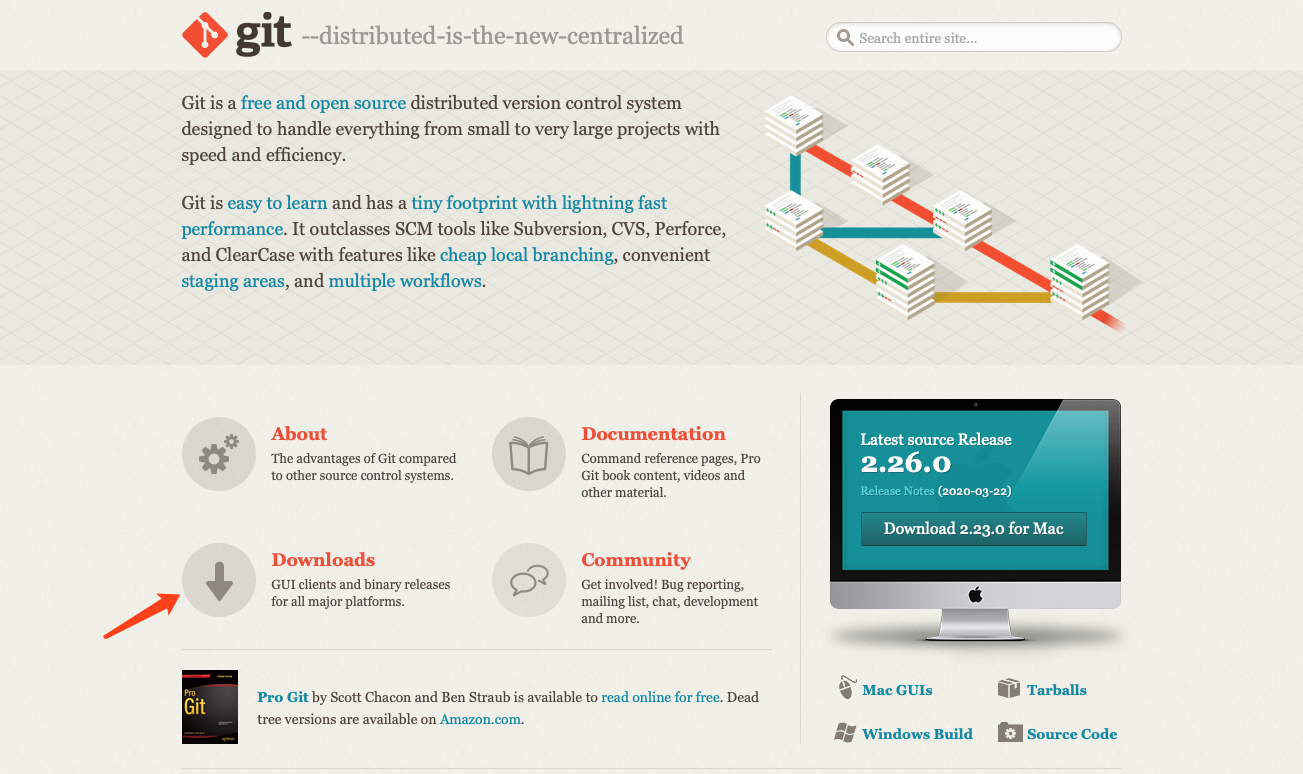 git --distributed-is-the-new-centralized
Search entire site...
Git is a free and open source distributed version control system
designed to handle everything from small to very large projects with
speed and efficiency.
Git is easy to learn and has a tiny footprint with lightning fast
performance. It outclasses SCM tools like Subversion, CVS, Perforce,
and ClearCase with features like cheap local branching, convenient
staging areas, and multiple workflows.
About
The advantages of Git compared
to other source control systems.
Documentation
Command reference pages, Pro
Git book content, videos and
other material.
Downloads
GUI clients and binary releases
for all major platforms.
Community
Get involved! Bug reporting,
mailing list, chat, development
and more.
Pro
Git
Pro Git by Scott Chacon and Ben Straub is available to read online for free. Dead
tree versions are available on Amazon.com.
Latest source Release
2.26.0
Release Notes (2020-03-22)
Download 2.23.0 for Mac
Mac GUIs
Tarballs
Windows Build
Source Code